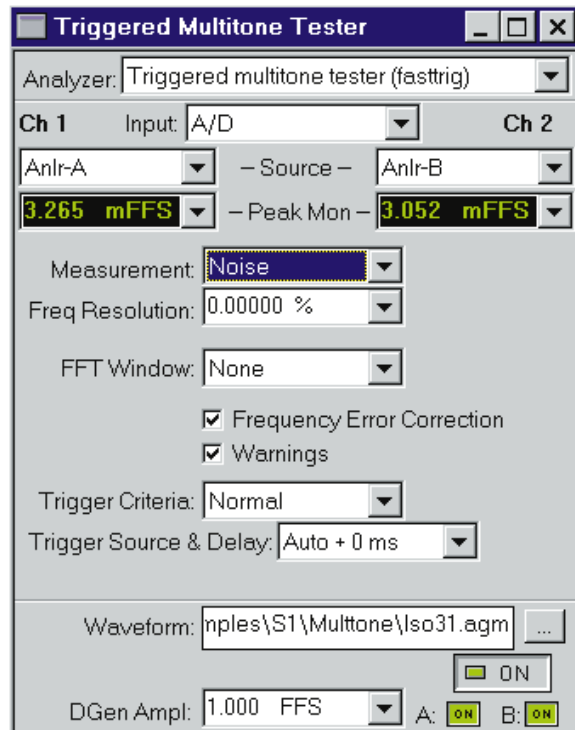 Triggered Multitone Tester
Analyzer: Triggered multitone tester (fasttrig)
Ch 1 Input: A/D Ch 2
Anlr-A – Source – Anlr-B
3.265 mFFS – Peak Mon – 3.052 mFFS
Measurement: Noise
Freq Resolution: 0.00000 %
FFT Window: None
Frequency Error Correction
Warnings
Trigger Criteria: Normal
Trigger Source & Delay: Auto + 0 ms
Waveform: nples\S1\Multtone\Iso31.agm ...
ON
DGen Ampl: 1.000 FFS A: ON B: ON